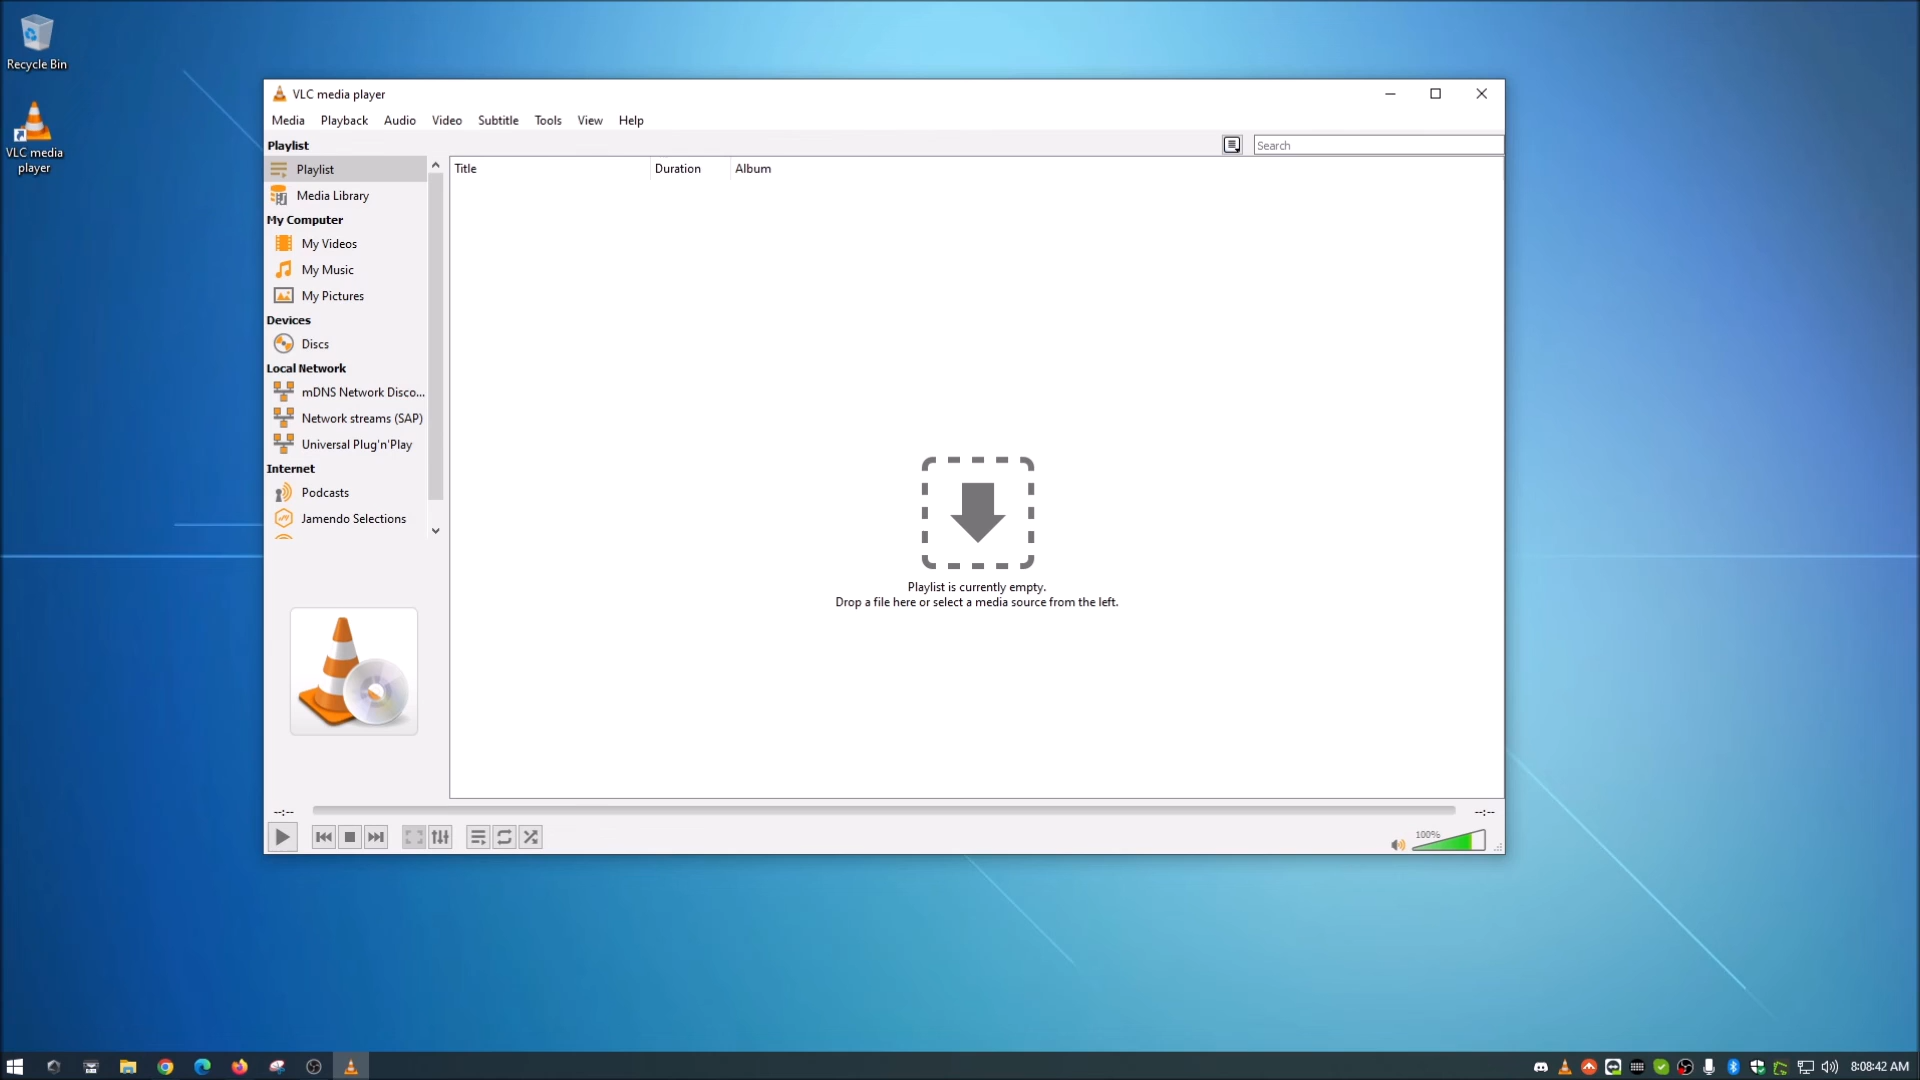 Recycle Bin
VLC media
player
VLC media player
Media Playback Audio Video Subtitle Tools View Help
Playlist
Search
Playlist
Media Library
My Computer
My Videos
My Music
My Pictures
Devices
Discs
Local Network
mDNS Network Disco...
Network streams (SAP)
Universal Plug'n'Play
Internet
Podcasts
Jamendo Selections
Title Duration Album
Playlist is currently empty.
Drop a file here or select a media source from the left.
--:-- --:--
100%
8:08:42 AM